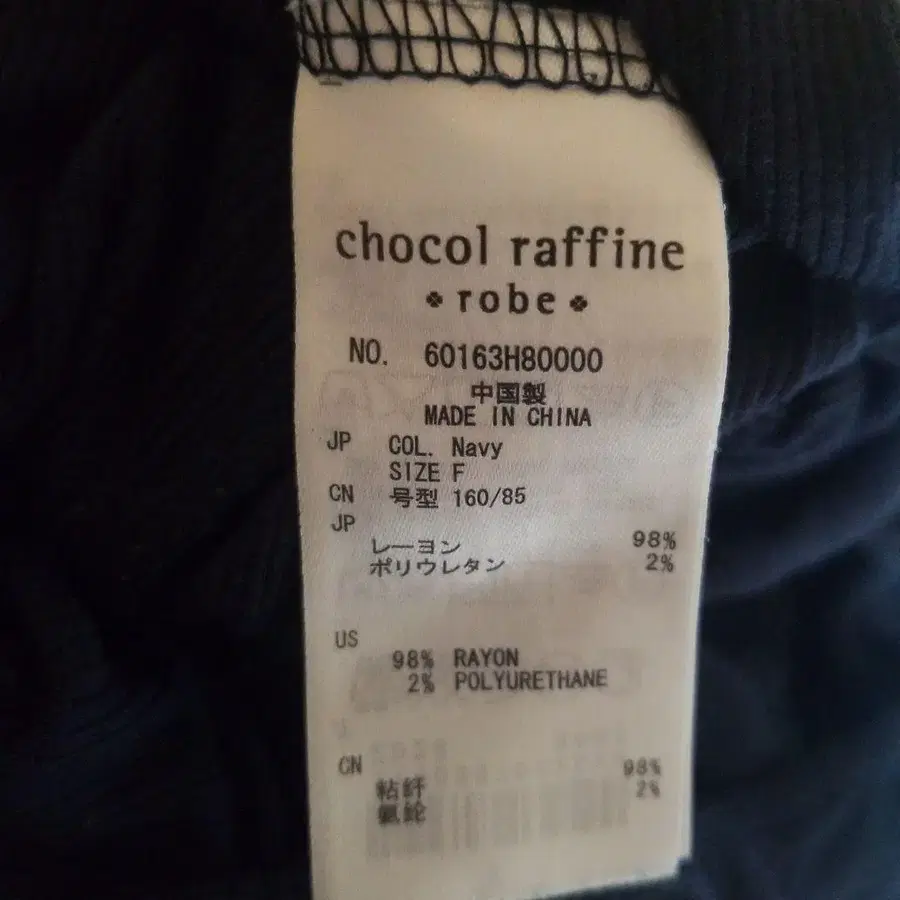 chocol raffine
robe
NO. 60163H80000
中国製
MADE IN CHINA
JP COL. Navy
SIZE F
CN 号型 160/85
JP
レーヨン 98%
ポリウレタン 2%
US
98% RAYON
2% POLYURETHANE
CN
粘纤 98%
氨纶 2%